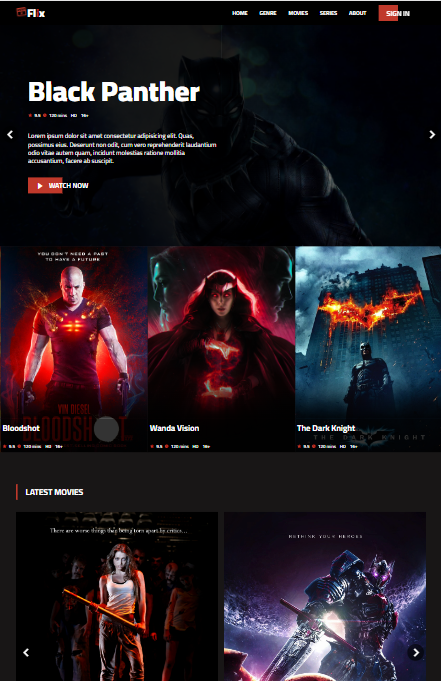 Flix
HOME GENRE MOVIES SERIES ABOUT SIGN IN
Black Panther
9.5 120 mins HD 16+
Lorem ipsum dolor sit amet consectetur adipisicing elit. Quas,
possimus eius. Deserunt non odit, cum vero reprehenderit laudantium
odio vitae autem quam, incidunt molestias ratione mollitia
accusantium, facere ab suscipit.
WATCH NOW
YOU DON'T NEED A PAST
TO HAVE A FUTURE
VIN DIESEL
BLOODSHOT
Bloodshot
9.5 120 mins HD 16+
Wanda Vision
9.5 120 mins HD 16+
The Dark Knight
THE DARK KNIGHT
9.5 120 mins HD 16+
LATEST MOVIES
There are worse things than being torn apart by critics...
RETHINK YOUR HEROES